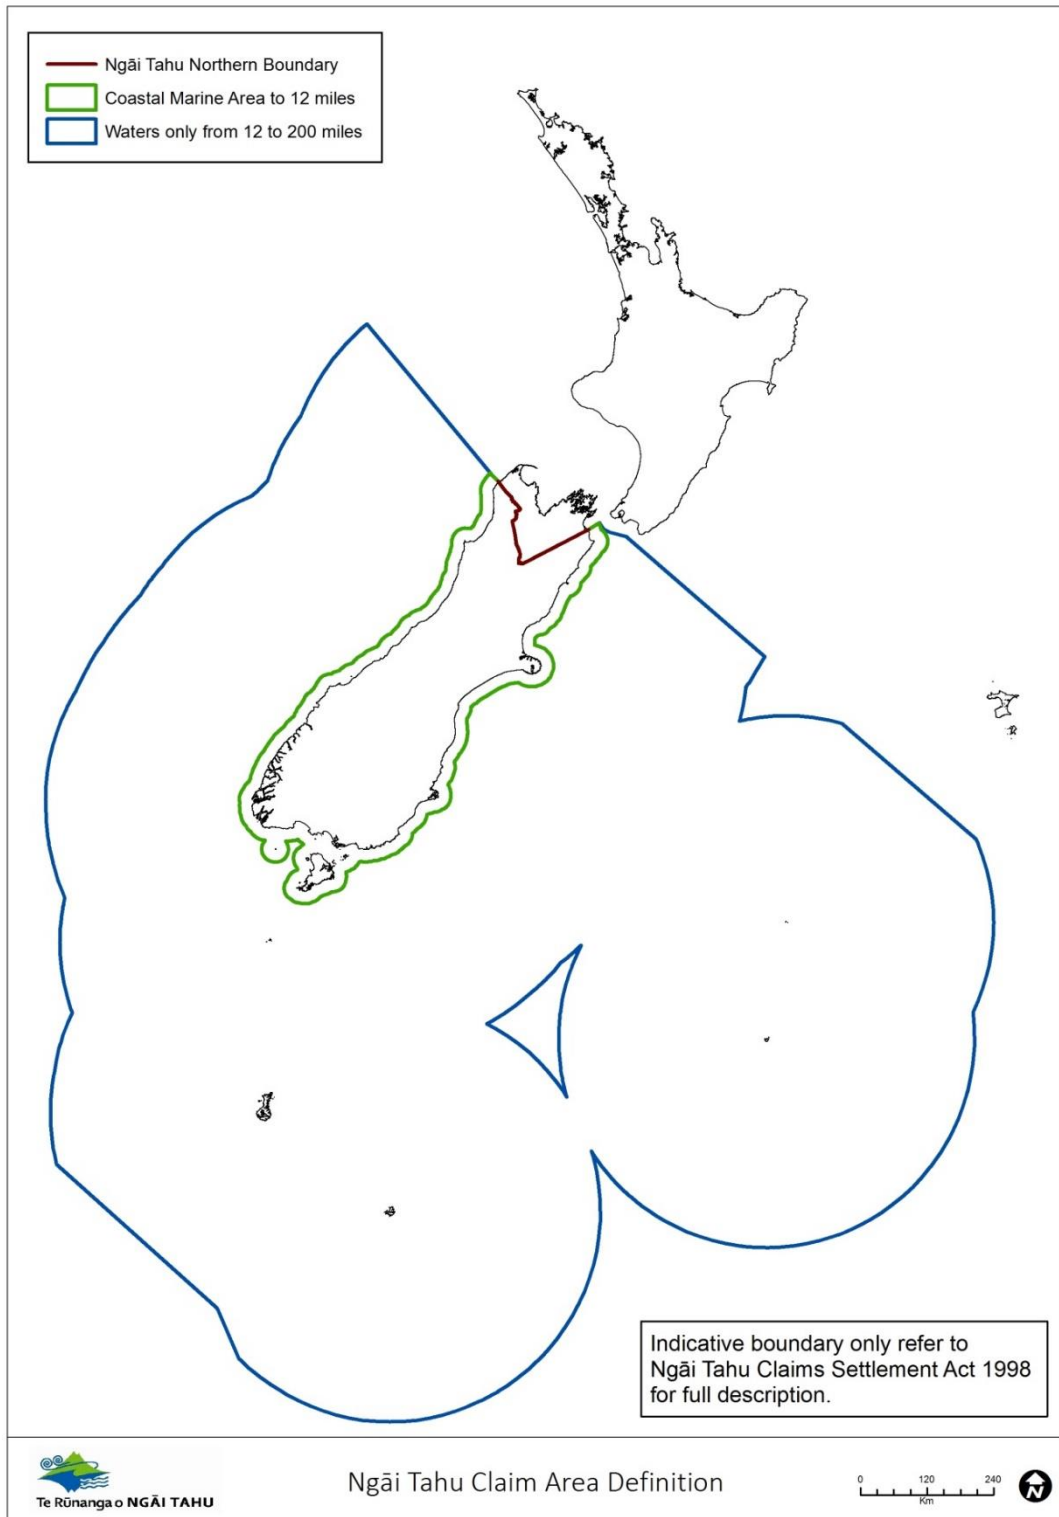 Ngāi Tahu Northern Boundary
Coastal Marine Area to 12 miles
Waters only from 12 to 200 miles
Indicative boundary only refer to
Ngāi Tahu Claims Settlement Act 1998
for full description.
Te Rūnanga o NGĀI TAHU
Ngāi Tahu Claim Area Definition
0 120 240
Km
N